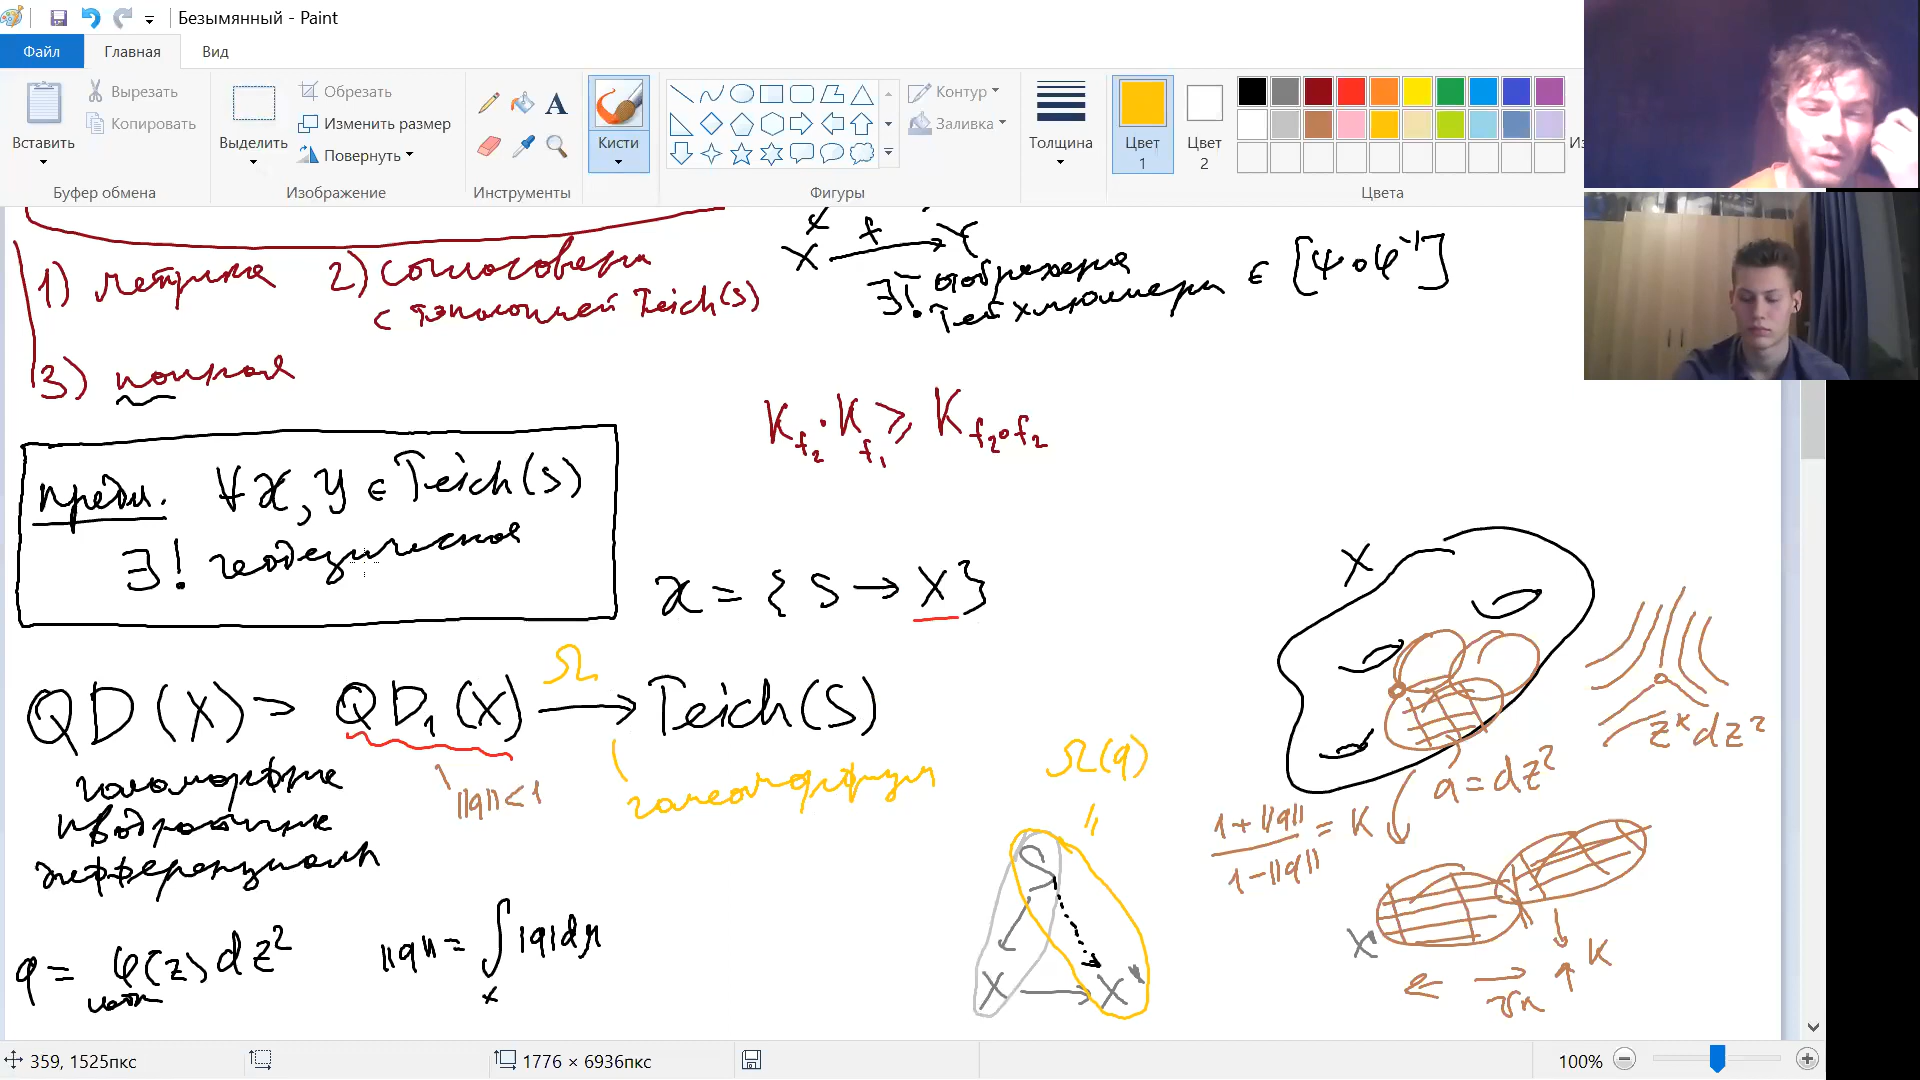 Безымянный - Paint
Файл Главная Вид
Вставить
Вырезать
Копировать
Буфер обмена
Выделить
Обрезать
Изменить размер
Повернуть
Изображение
Инструменты
Кисти
Фигуры
Контур
Заливка
Толщина
Цвет 1
Цвет 2
Цвета
1) метрика 2) согласована
с топологией Teich(S)
3) полная
X f Y
∃! отображение
Тейхмюллера ∈ [ψ∘φ⁻¹]
K_{f₂} · K_{f₁} ≥ K_{f₂∘f₂}
предл. ∀ x, y ∈ Teich(S)
∃! геодезическая
x = { S → X }
QD(X) ⊃ QD₁(X) Ω → Teich(S)
голоморфные
квадратичные
дифференциалы
||q|| < 1
гомеоморфизм
q = φ(z) dz²
||q|| = ∫_X |q| dμ
Ω(q)
=
S
X → X'
X
q = dz²
z^k dz²
1+||q|| / 1-||q|| = K
X'
K
359, 1525пкс
1776 × 6936пкс
100%